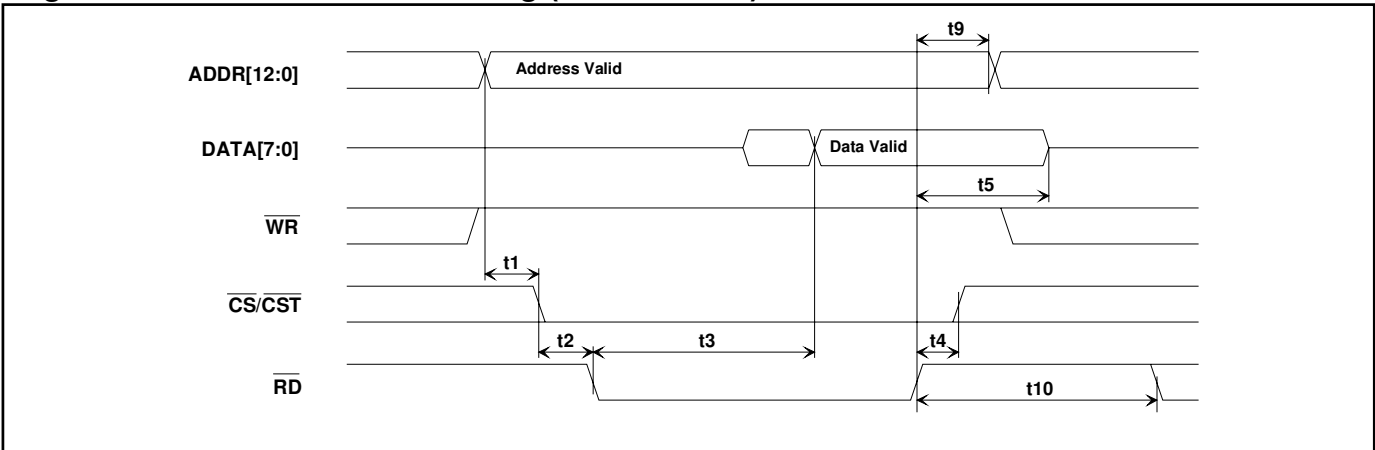 t9
ADDR[12:0] Address Valid
DATA[7:0] Data Valid
t5
WR
t1
CS/CST
t2 t3 t4
RD
t10